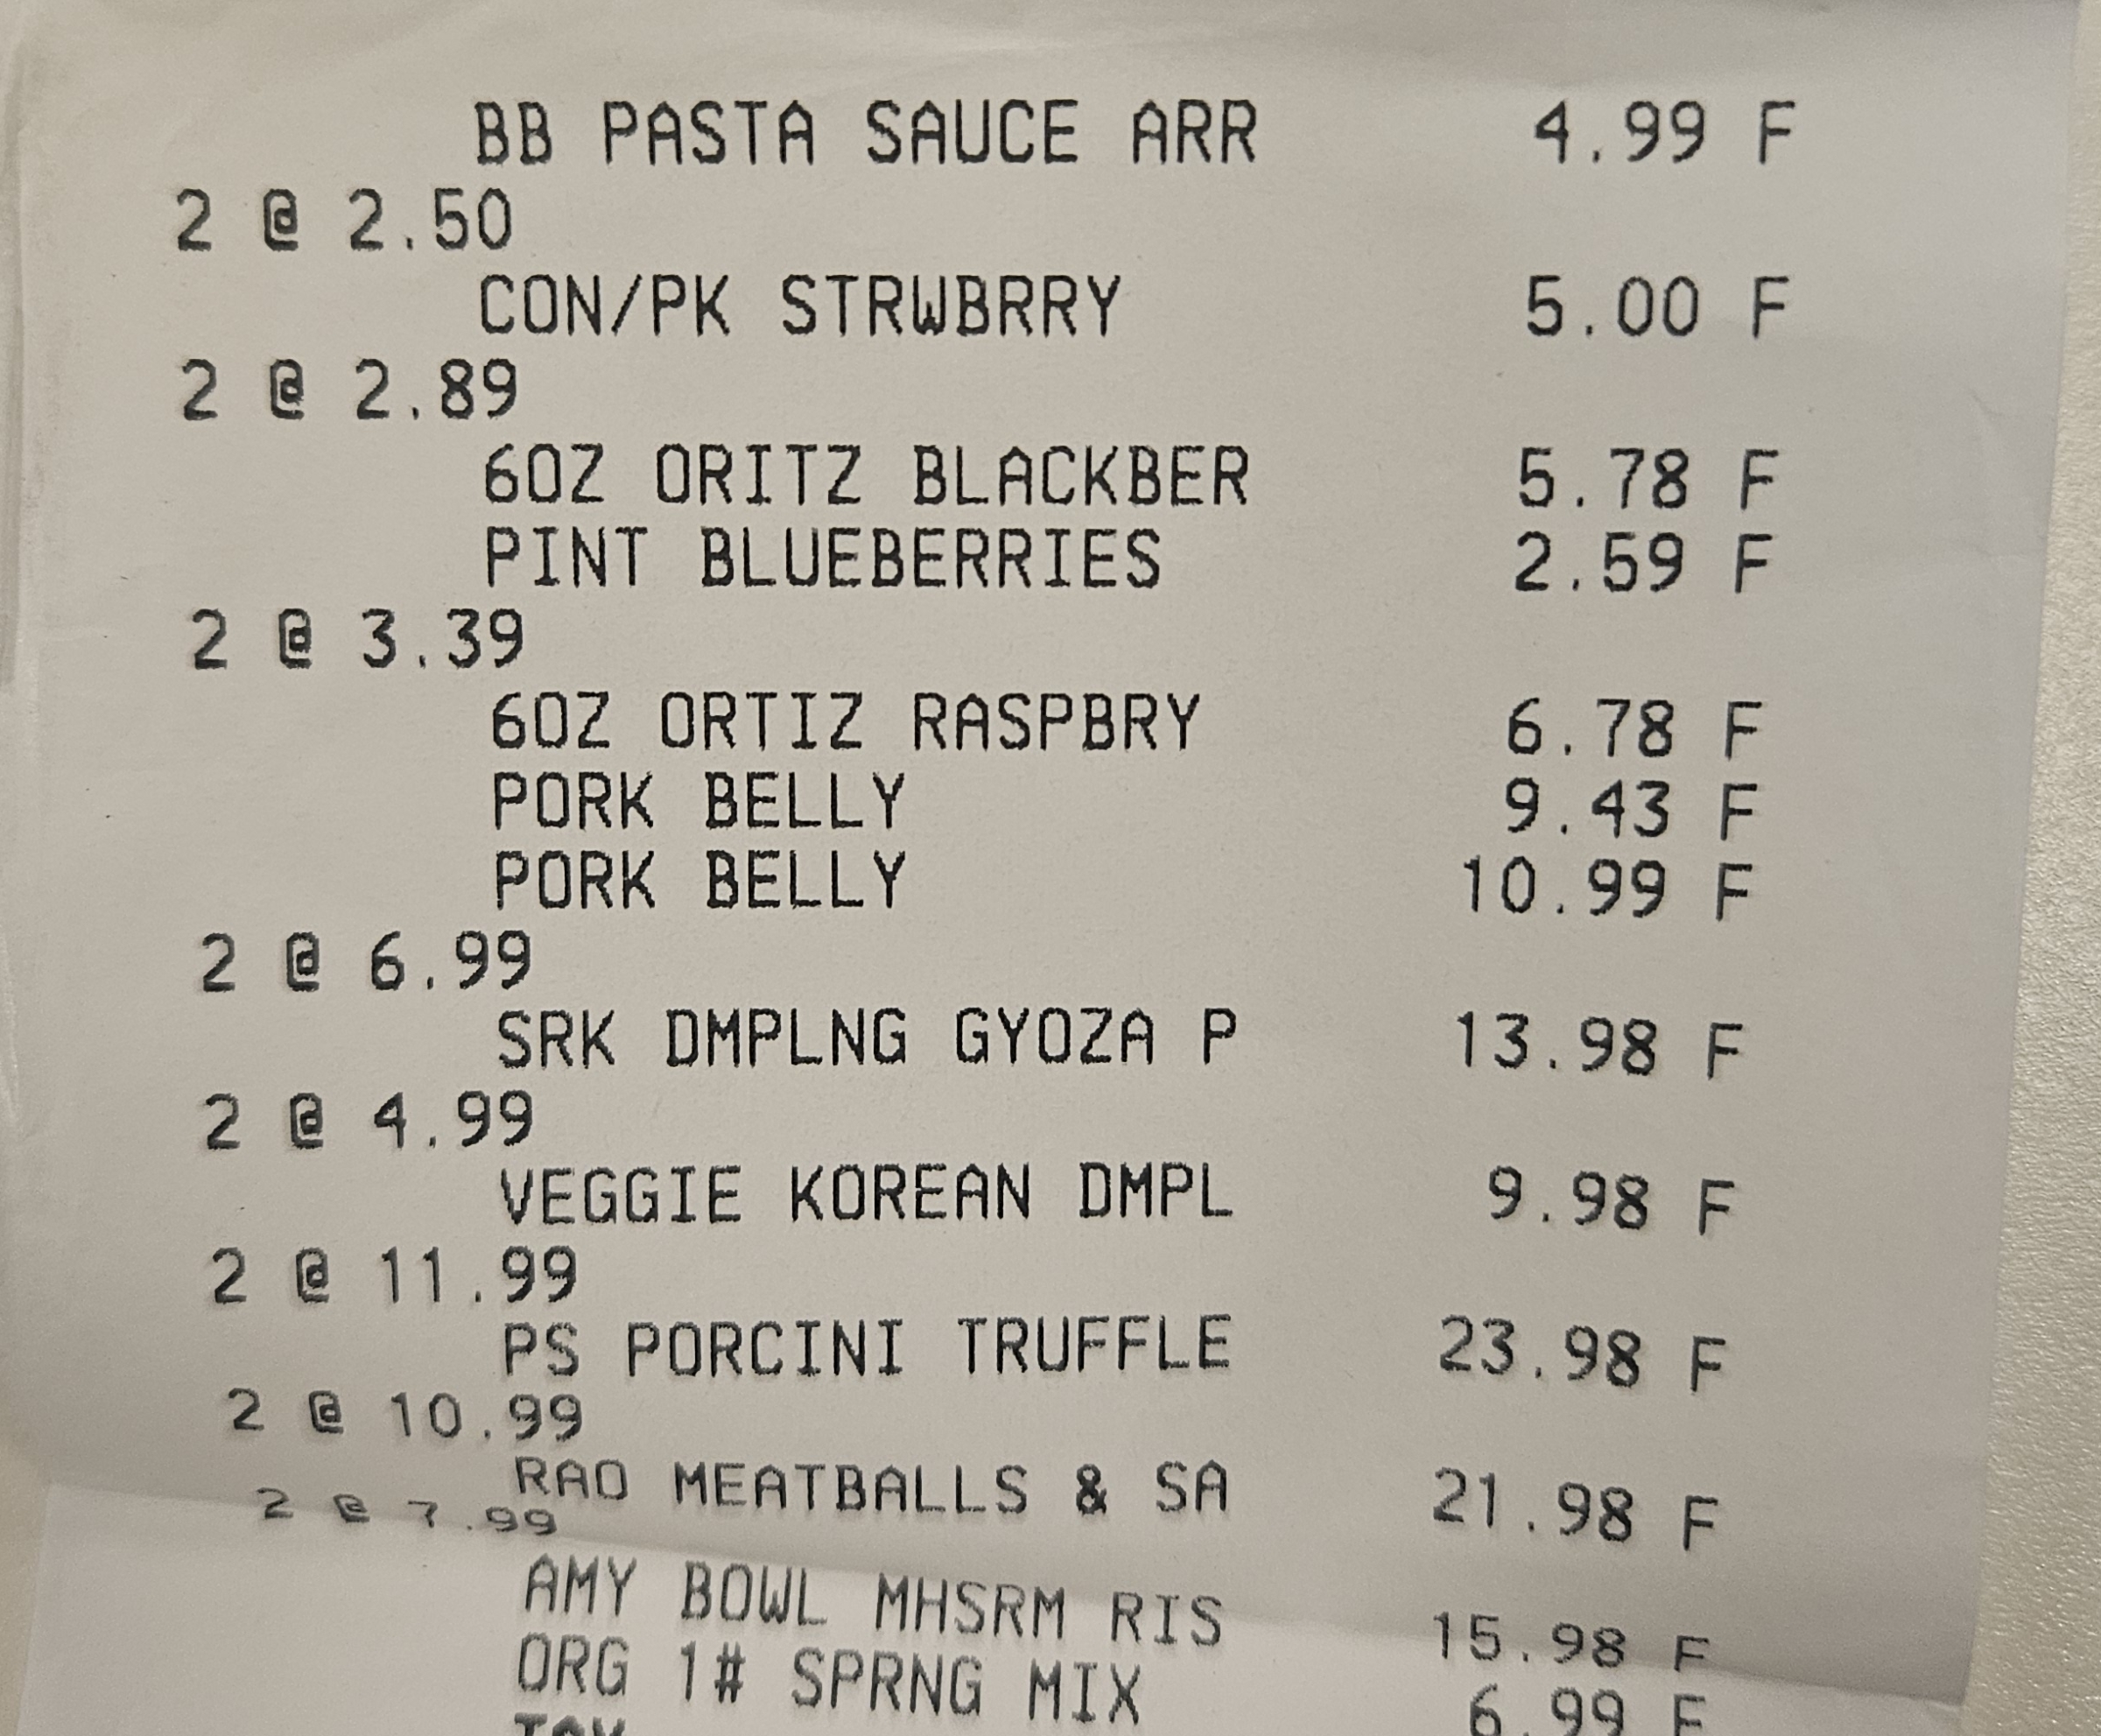 BB PASTA SAUCE ARR 4.99 F
2 @ 2.50
CON/PK STRWBRRY 5.00 F
2 @ 2.89
6OZ ORITZ BLACKBER 5.78 F
PINT BLUEBERRIES 2.59 F
2 @ 3.39
6OZ ORTIZ RASPBRY 6.78 F
PORK BELLY 9.43 F
PORK BELLY 10.99 F
2 @ 6.99
SRK DMPLNG GYOZA P 13.98 F
2 @ 4.99
VEGGIE KOREAN DMPL 9.98 F
2 @ 11.99
PS PORCINI TRUFFLE 23.98 F
2 @ 10.99
RAO MEATBALLS & SA 21.98 F
2 @ 7.99
AMY BOWL MHSRM RIS 15.98 F
ORG 1# SPRNG MIX 6.99 F